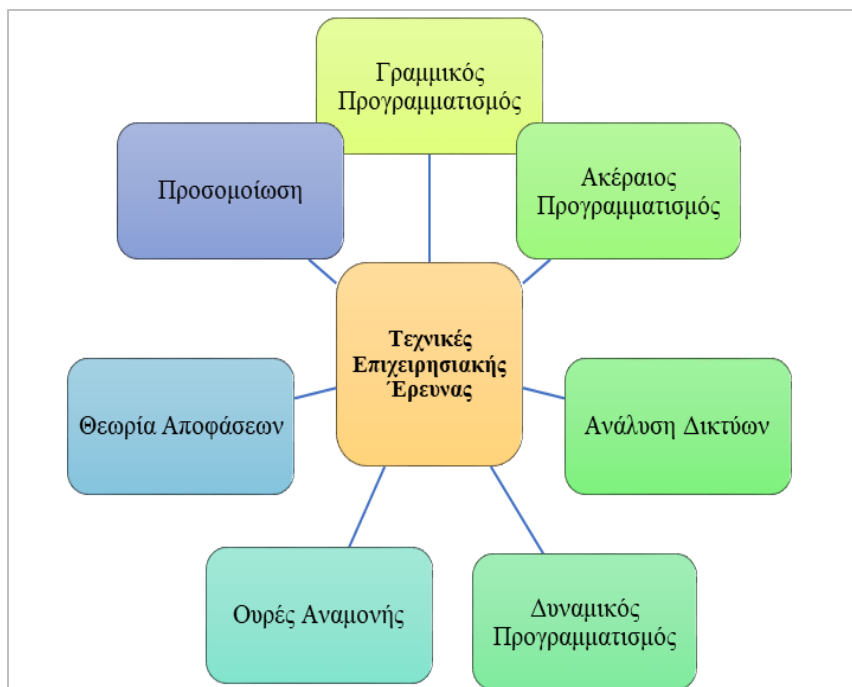 Γραμμικός
Προγραμματισμός
Προσομοίωση
Ακέραιος
Προγραμματισμός
Τεχνικές
Επιχειρησιακής
Έρευνας
Θεωρία Αποφάσεων
Ανάλυση Δικτύων
Ουρές Αναμονής
Δυναμικός
Προγραμματισμός